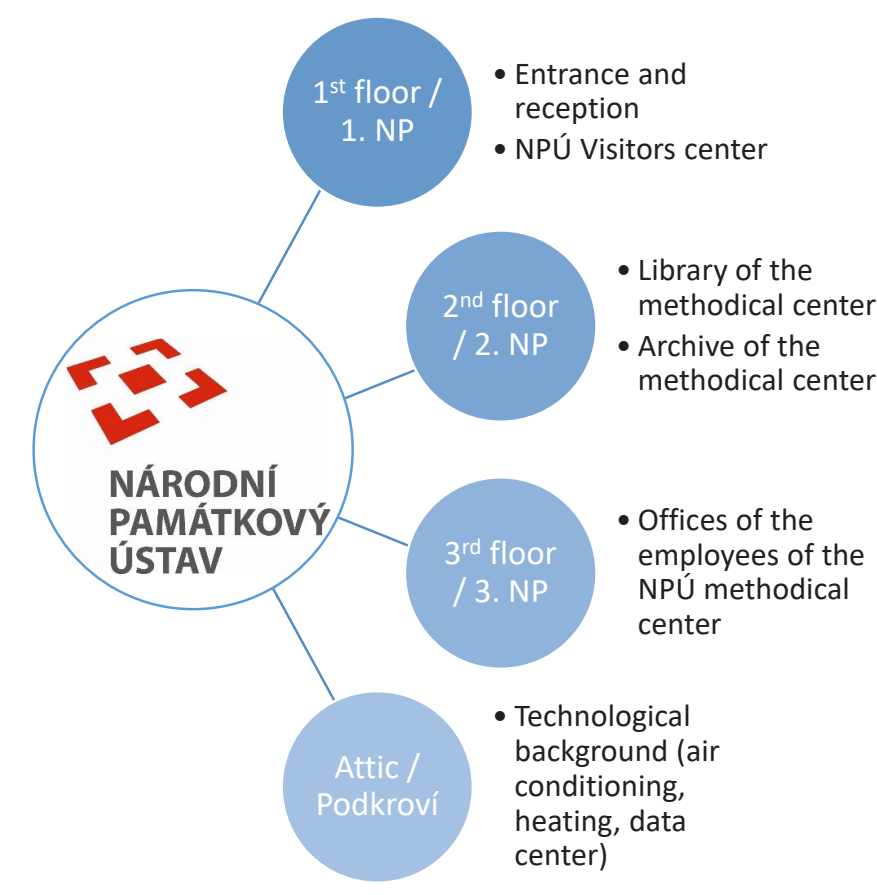 1st floor /
1. NP
• Entrance and
reception
• NPÚ Visitors center
2nd floor
/ 2. NP
• Library of the
methodical center
• Archive of the
methodical center
NÁRODNÍ
PAMÁTKOVÝ
ÚSTAV
3rd floor
/ 3. NP
• Offices of the
employees of the
NPÚ methodical
center
Attic /
Podkroví
• Technological
background (air
conditioning,
heating, data
center)